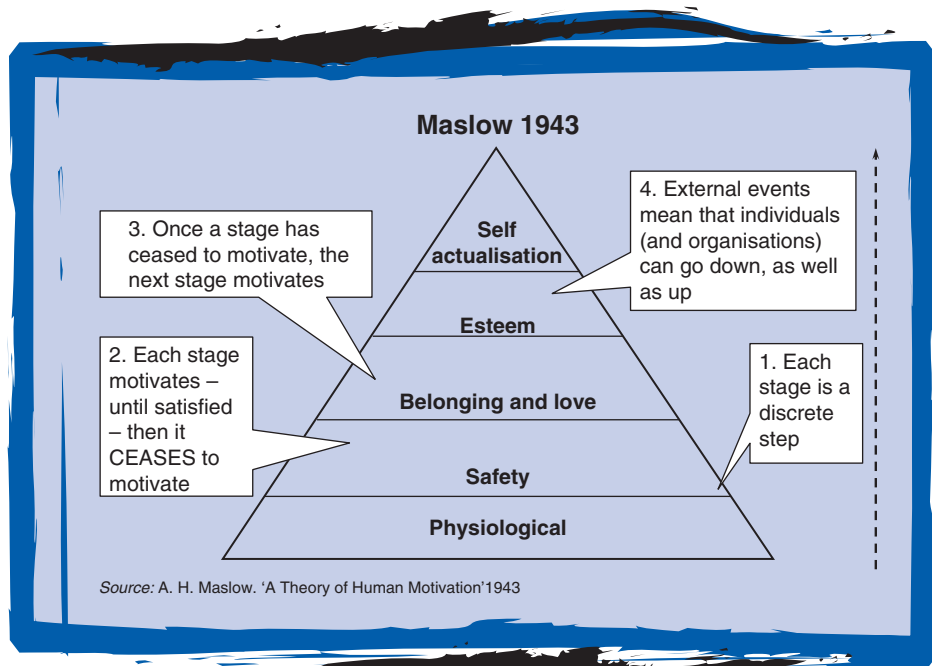 Maslow 1943
3. Once a stage has
ceased to motivate, the
next stage motivates
4. External events
mean that individuals
(and organisations)
can go down, as well
as up
Self
actualisation
Esteem
2. Each stage
motivates –
until satisfied
– then it
CEASES to
motivate
1. Each
stage is a
discrete
step
Belonging and love
Safety
Physiological
Source: A. H. Maslow. 'A Theory of Human Motivation'1943